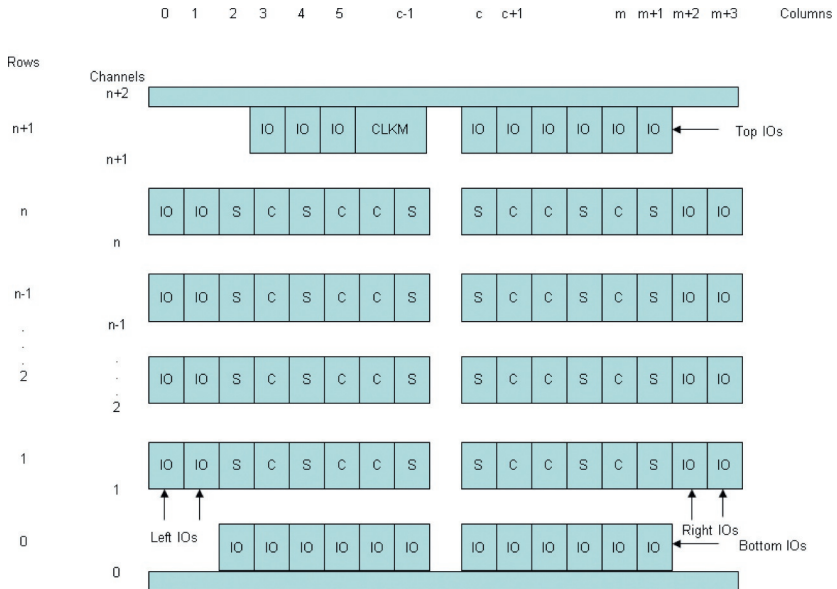 0 1 2 3 4 5 c-1 c c+1 m m+1 m+2 m+3 Columns
Rows
Channels
n+2
n+1 IO IO IO CLKM IO IO IO IO IO IO Top IOs
n+1
n IO IO S C S C C S S C C S C S IO IO
n
n-1 IO IO S C S C C S S C C S C S IO IO
n-1
.
.
.
.
.
.
2 IO IO S C S C C S S C C S C S IO IO
2
1 IO IO S C S C C S S C C S C S IO IO
1
Left IOs Right IOs
0 IO IO IO IO IO IO IO IO IO IO IO IO Bottom IOs
0